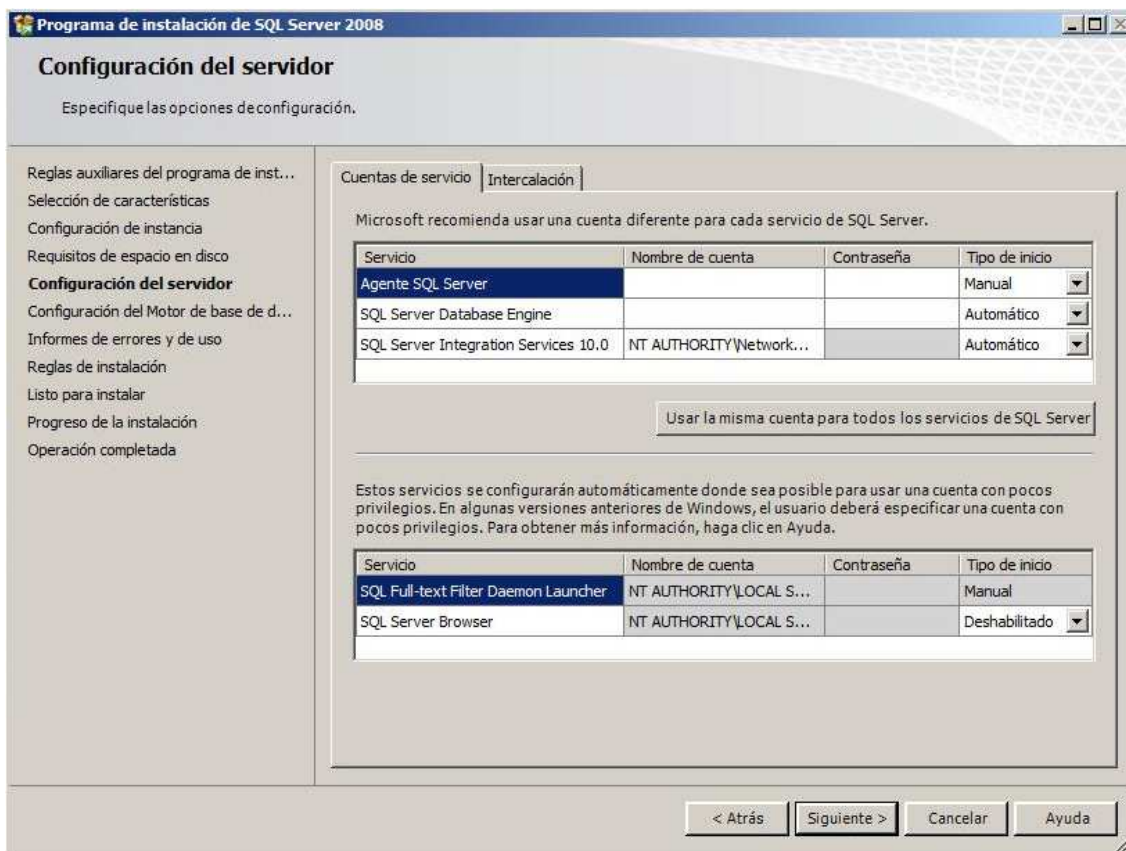 Programa de instalación de SQL Server 2008
Configuración del servidor
Especifique las opciones de configuración.
Reglas auxiliares del programa de inst...
Selección de características
Configuración de instancia
Requisitos de espacio en disco
Configuración del servidor
Configuración del Motor de base de d...
Informes de errores y de uso
Reglas de instalación
Listo para instalar
Progreso de la instalación
Operación completada
Cuentas de servicio Intercalación
Microsoft recomienda usar una cuenta diferente para cada servicio de SQL Server.
Servicio Nombre de cuenta Contraseña Tipo de inicio
Agente SQL Server Manual
SQL Server Database Engine Automático
SQL Server Integration Services 10.0 NT AUTHORITY\Network... Automático
Usar la misma cuenta para todos los servicios de SQL Server
Estos servicios se configurarán automáticamente donde sea posible para usar una cuenta con pocos
privilegios. En algunas versiones anteriores de Windows, el usuario deberá especificar una cuenta con
pocos privilegios. Para obtener más información, haga clic en Ayuda.
Servicio Nombre de cuenta Contraseña Tipo de inicio
SQL Full-text Filter Daemon Launcher NT AUTHORITY\LOCAL S... Manual
SQL Server Browser NT AUTHORITY\LOCAL S... Deshabilitado
< Atrás Siguiente > Cancelar Ayuda